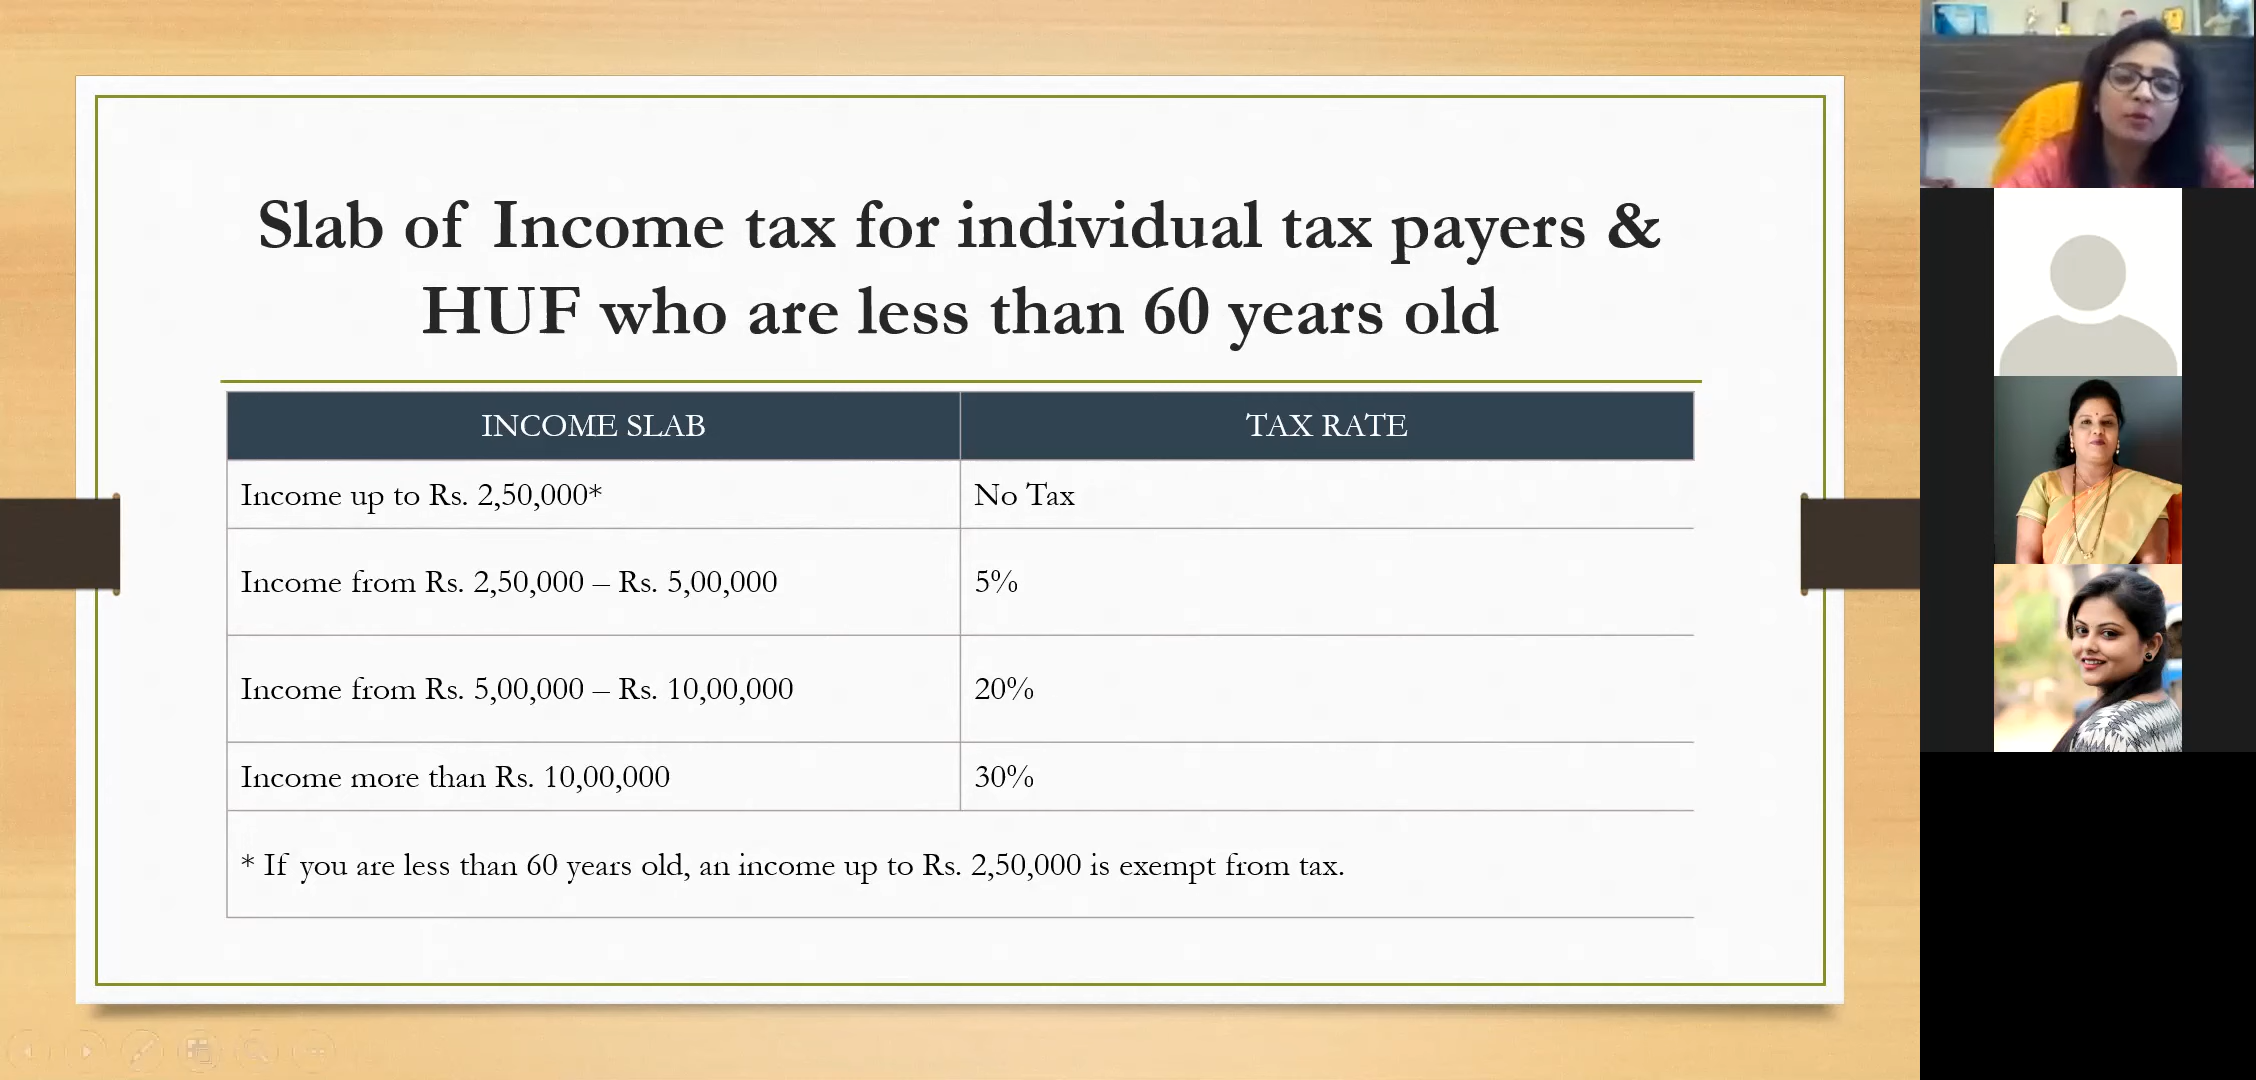 Slab of Income tax for individual tax payers &
HUF who are less than 60 years old
INCOME SLAB
TAX RATE
Income up to Rs. 2,50,000*
No Tax
Income from Rs. 2,50,000 – Rs. 5,00,000
5%
Income from Rs. 5,00,000 – Rs. 10,00,000
20%
Income more than Rs. 10,00,000
30%
* If you are less than 60 years old, an income up to Rs. 2,50,000 is exempt from tax.